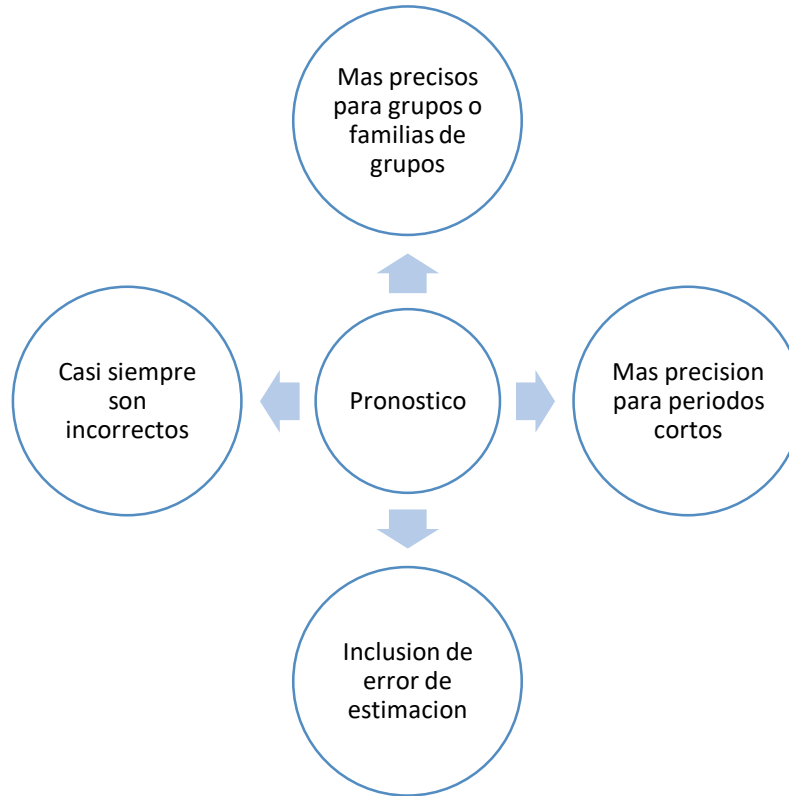 Mas precisos
para grupos o
familias de
grupos
Casi siempre
son
incorrectos
Pronostico
Mas precision
para periodos
cortos
Inclusion de
error de
estimacion